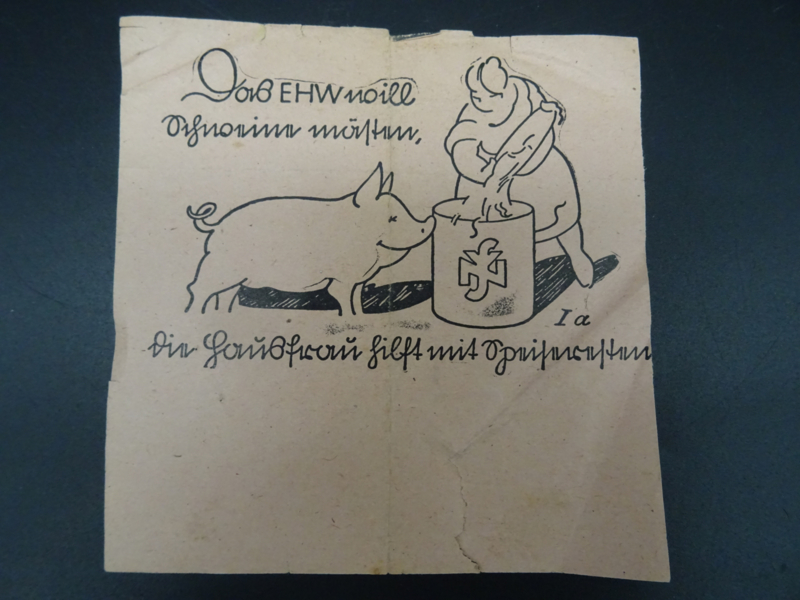 Das EHW will
Schweine mästen,
Ia
die Hausfrau hilft mit Speiseresten